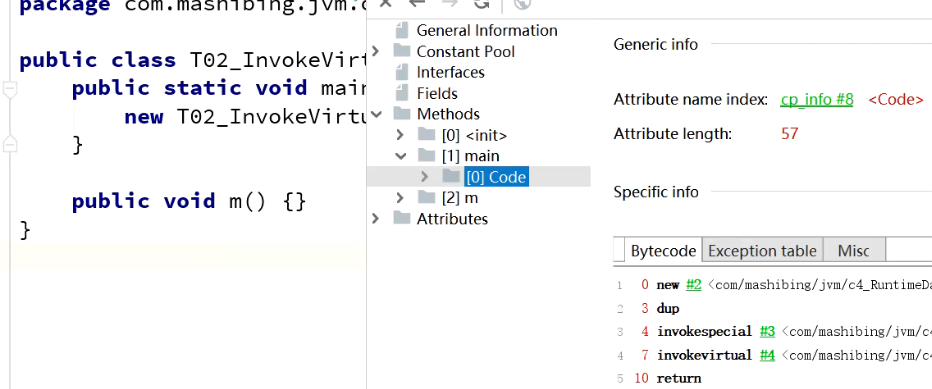 package com.mashibing.jvm.
public class T02_InvokeVirt
public static void main
new T02_InvokeVirtu
}
public void m() {}
}
General Information
Constant Pool
Interfaces
Fields
Methods
[0] <init>
[1] main
[0] Code
[2] m
Attributes
Generic info
Attribute name index: cp_info #8 <Code>
Attribute length: 57
Specific info
Bytecode Exception table Misc
1 0 new #2 <com/mashibing/jvm/c4_RuntimeDa
2 3 dup
3 4 invokespecial #3 <com/mashibing/jvm/c4
4 7 invokevirtual #4 <com/mashibing/jvm/c4
5 10 return